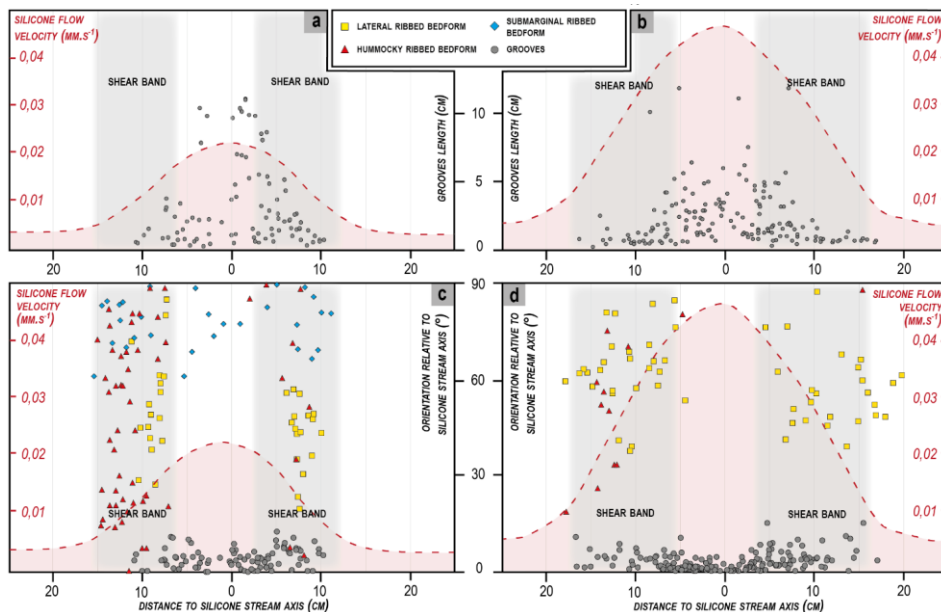 SILICONE FLOW
VELOCITY (MM.S⁻¹)
a
LATERAL RIBBED BEDFORM
SUBMARGINAL RIBBED
BEDFORM
HUMMOCKY RIBBED BEDFORM
GROOVES
b
SILICONE FLOW
VELOCITY
(MM.S⁻¹)
0,04
0,03
0,02
0,01
SHEAR BAND
SHEAR BAND
GROOVES LENGTH (CM)
10
5
0
SHEAR BAND
SHEAR BAND
0,04
0,03
0,02
0,01
20
10
0
10
20
20
10
0
10
20
SILICONE FLOW
VELOCITY
(MM.S⁻¹)
c
90
d
SILICONE FLOW
VELOCITY
(MM.S⁻¹)
0,04
0,03
0,02
0,01
ORIENTATION RELATIVE TO
SILICONE STREAM AXIS (°)
60
30
0
0,04
0,03
0,02
0,01
SHEAR BAND
SHEAR BAND
SHEAR BAND
SHEAR BAND
20
10
0
10
20
DISTANCE TO SILICONE STREAM AXIS (CM)
20
10
0
10
20
DISTANCE TO SILICONE STREAM AXIS (CM)